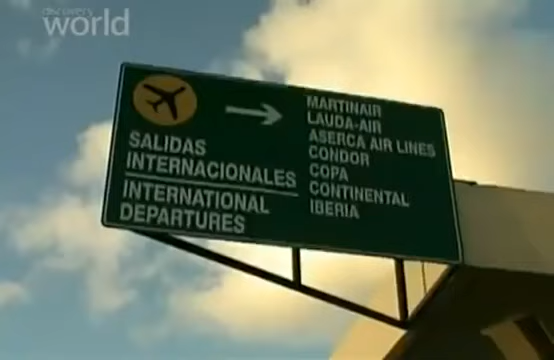 discovery
world
SALIDAS
INTERNACIONALES
INTERNATIONAL
DEPARTURES
MARTINAIR
LAUDA-AIR
ASERCA AIR LINES
CONDOR
COPA
CONTINENTAL
IBERIA